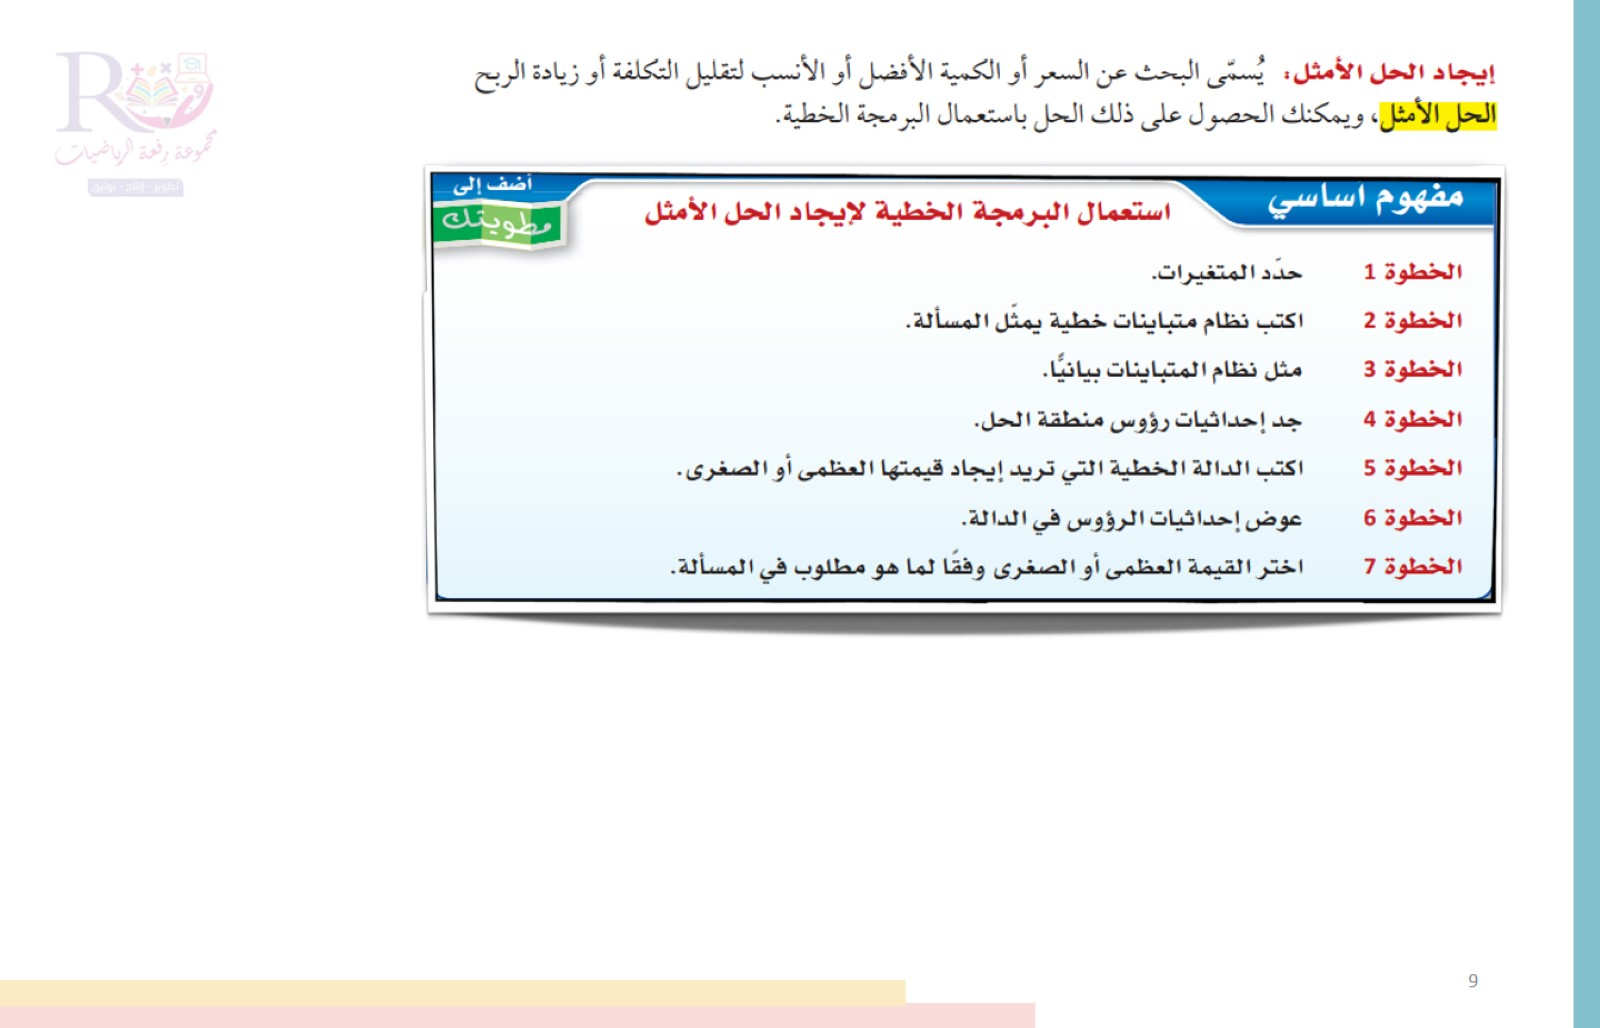 إيجاد الحل الأمثل: يُسمّى البحث عن السعر أو الكمية الأفضل أو الأنسب لتقليل التكلفة أو زيادة الربح
الحل الأمثل، ويمكنك الحصول على ذلك الحل باستعمال البرمجة الخطية.
مفهوم أساسي
استعمال البرمجة الخطية لإيجاد الحل الأمثل
أضف إلى
مطويتك
الخطوة 1 حدّد المتغيرات.
الخطوة 2 اكتب نظام متباينات خطية يمثّل المسألة.
الخطوة 3 مثل نظام المتباينات بيانيًّا.
الخطوة 4 جد إحداثيات رؤوس منطقة الحل.
الخطوة 5 اكتب الدالة الخطية التي تريد إيجاد قيمتها العظمى أو الصغرى.
الخطوة 6 عوض إحداثيات الرؤوس في الدالة.
الخطوة 7 اختر القيمة العظمى أو الصغرى وفقًا لما هو مطلوب في المسألة.
R
مجموعة رفعة الرياضيات
تطوير - إنتاج - توثيق
9